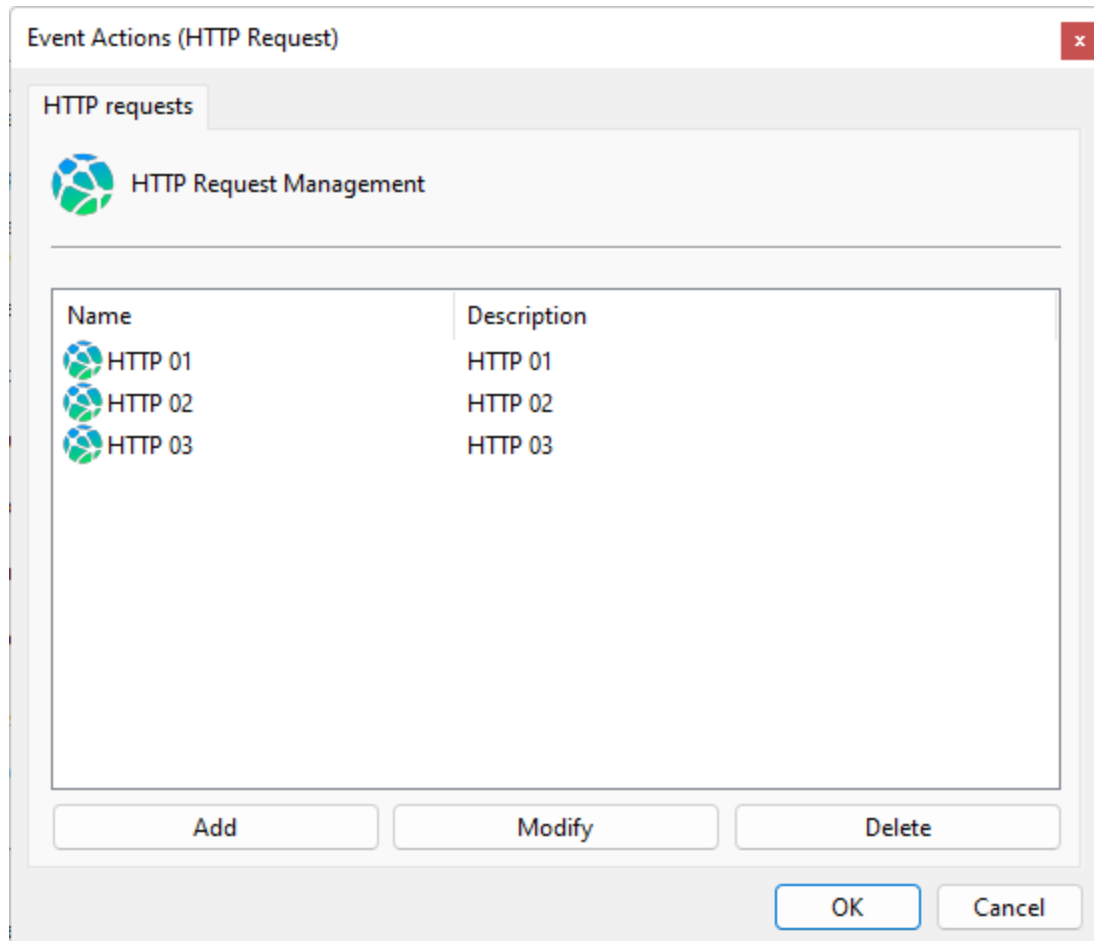 Event Actions (HTTP Request)
x
HTTP requests
HTTP Request Management
Name Description
HTTP 01 HTTP 01
HTTP 02 HTTP 02
HTTP 03 HTTP 03
Add Modify Delete
OK Cancel